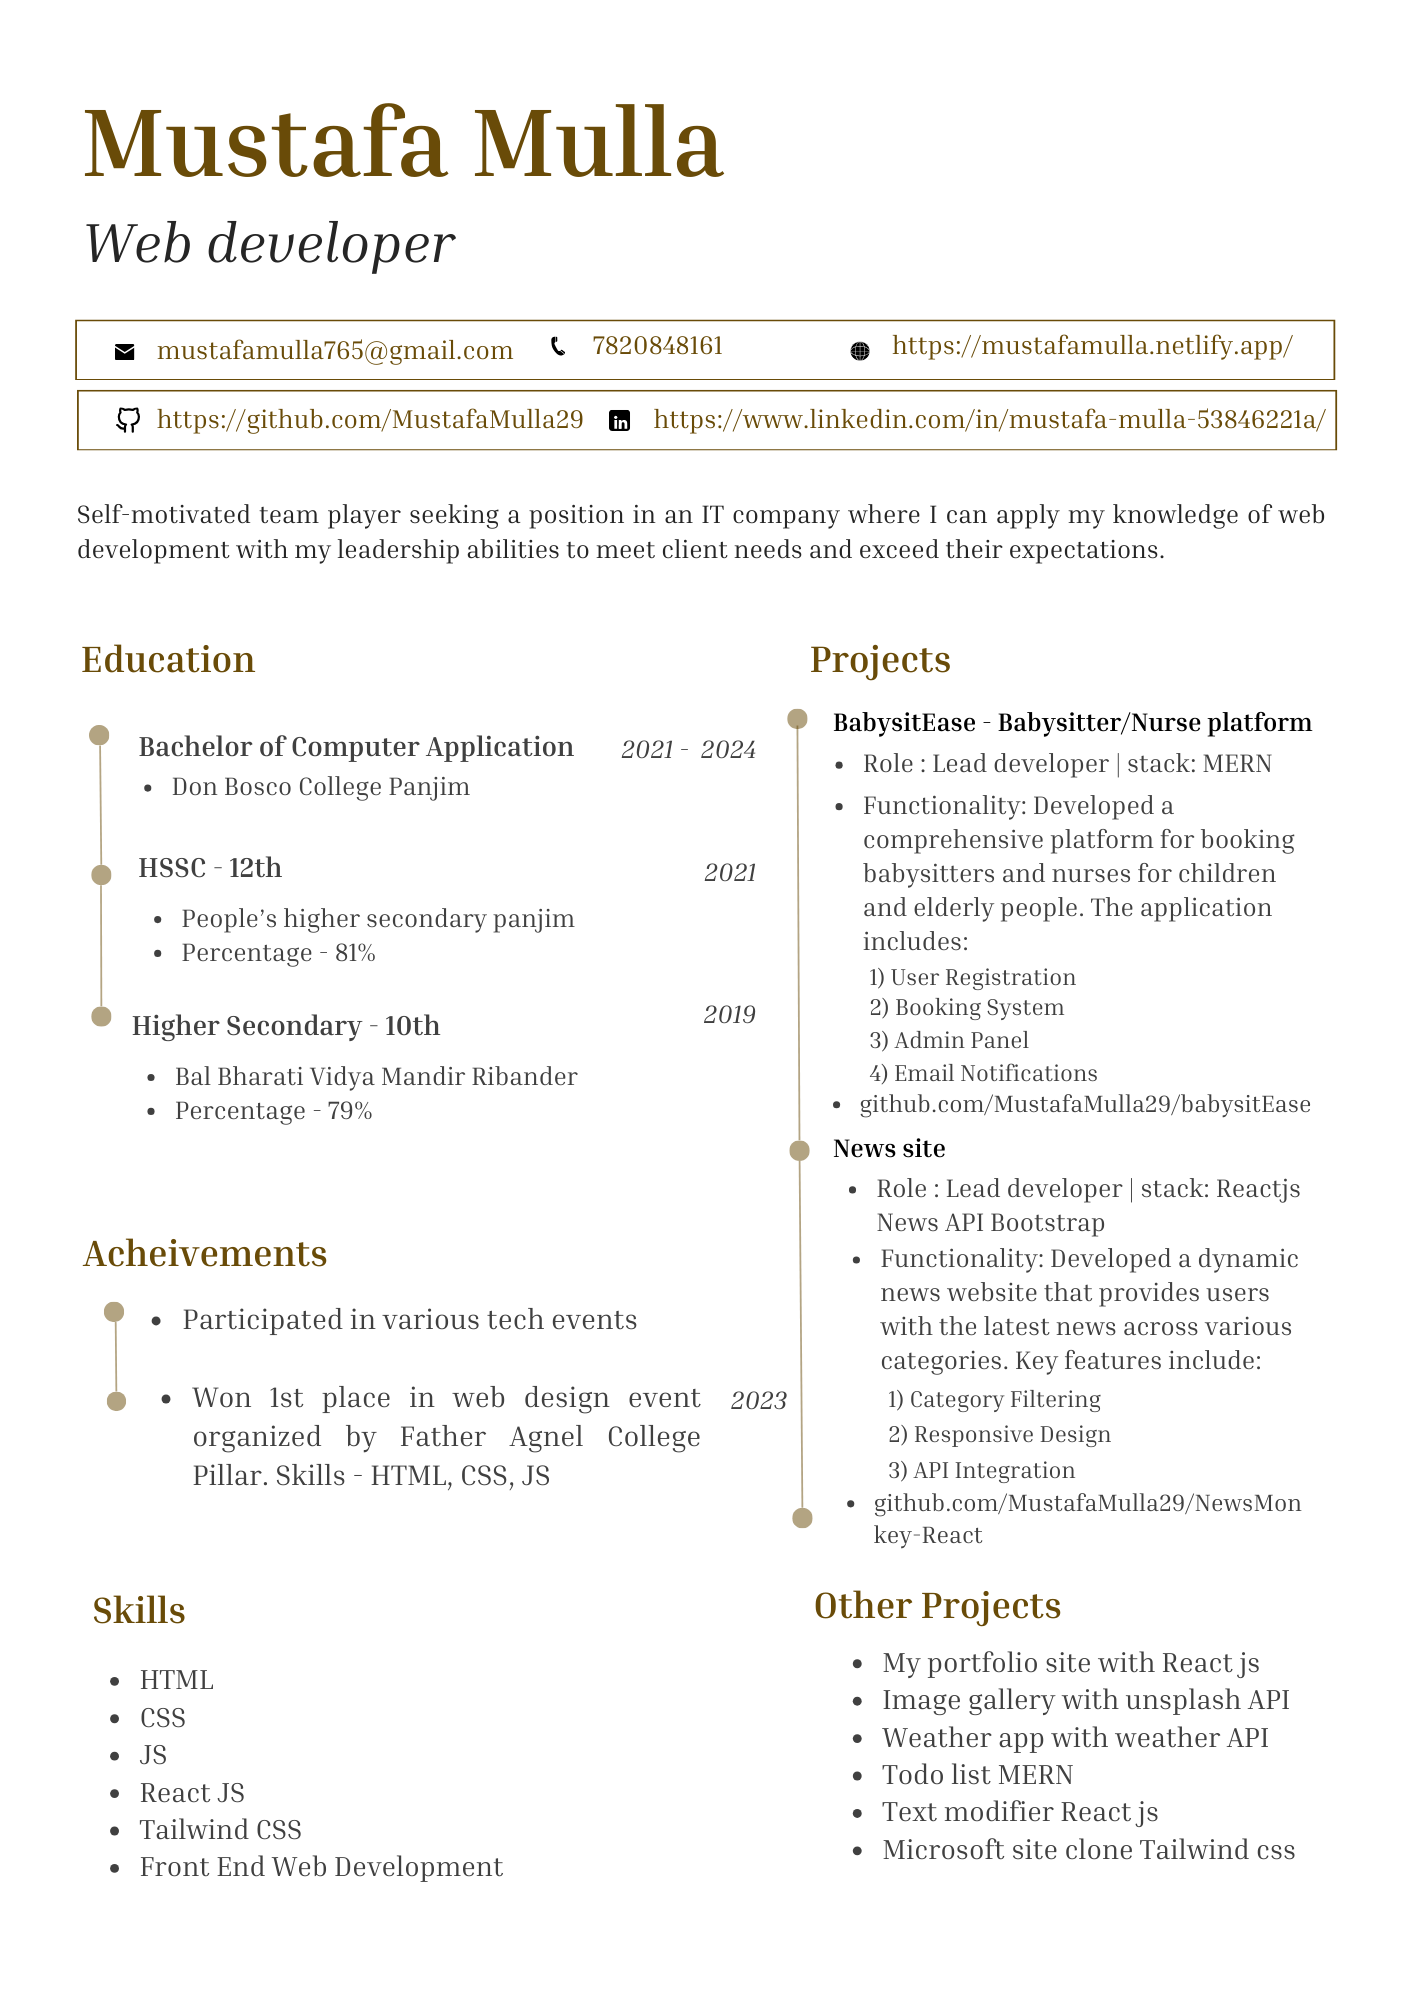 Mustafa Mulla
Web developer
mustafamulla765@gmail.com
7820848161
https://mustafamulla.netlify.app/
https://github.com/MustafaMulla29
https://www.linkedin.com/in/mustafa-mulla-53846221a/
Self-motivated team player seeking a position in an IT company where I can apply my knowledge of web
development with my leadership abilities to meet client needs and exceed their expectations.
Education
Bachelor of Computer Application 2021 - 2024
• Don Bosco College Panjim
HSSC - 12th 2021
• People’s higher secondary panjim
• Percentage - 81%
Higher Secondary - 10th 2019
• Bal Bharati Vidya Mandir Ribander
• Percentage - 79%
Acheivements
• Participated in various tech events
• Won 1st place in web design event 2023
organized by Father Agnel College
Pillar. Skills - HTML, CSS, JS
Skills
• HTML
• CSS
• JS
• React JS
• Tailwind CSS
• Front End Web Development
Projects
BabysitEase - Babysitter/Nurse platform
• Role : Lead developer | stack: MERN
• Functionality: Developed a
comprehensive platform for booking
babysitters and nurses for children
and elderly people. The application
includes:
1) User Registration
2) Booking System
3) Admin Panel
4) Email Notifications
• github.com/MustafaMulla29/babysitEase
News site
• Role : Lead developer | stack: Reactjs
News API Bootstrap
• Functionality: Developed a dynamic
news website that provides users
with the latest news across various
categories. Key features include:
1) Category Filtering
2) Responsive Design
3) API Integration
• github.com/MustafaMulla29/NewsMon
key-React
Other Projects
• My portfolio site with React js
• Image gallery with unsplash API
• Weather app with weather API
• Todo list MERN
• Text modifier React js
• Microsoft site clone Tailwind css